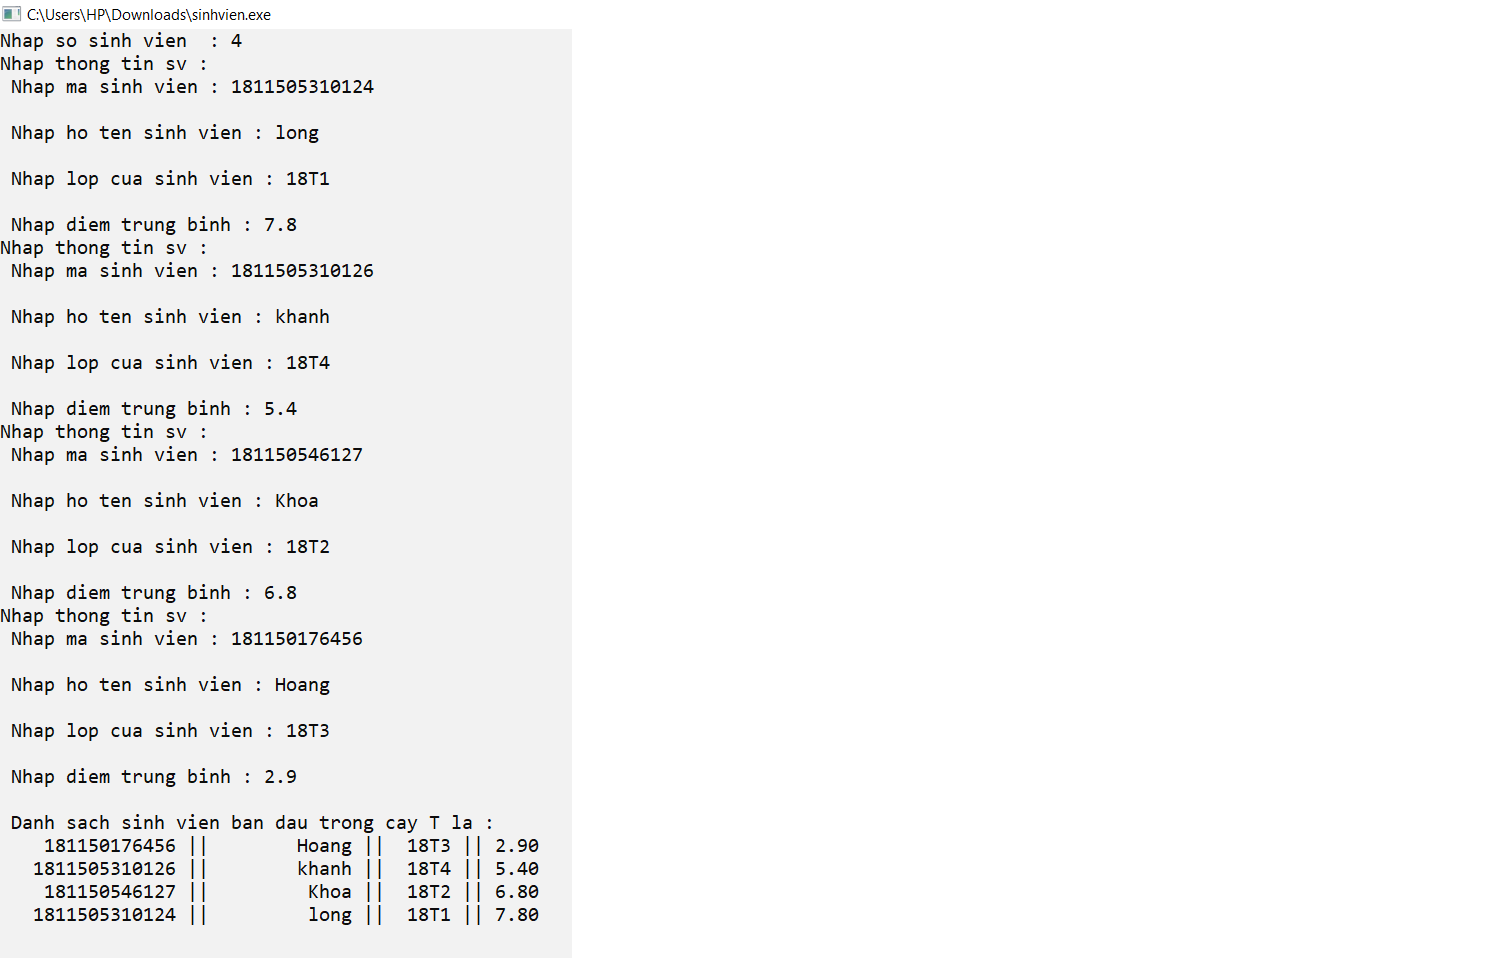 C:\Users\HP\Downloads\sinhvien.exe
Nhap so sinh vien  : 4
Nhap thong tin sv :
Nhap ma sinh vien : 1811505310124
Nhap ho ten sinh vien : long
Nhap lop cua sinh vien : 18T1
Nhap diem trung binh : 7.8
Nhap thong tin sv :
Nhap ma sinh vien : 1811505310126
Nhap ho ten sinh vien : khanh
Nhap lop cua sinh vien : 18T4
Nhap diem trung binh : 5.4
Nhap thong tin sv :
Nhap ma sinh vien : 181150546127
Nhap ho ten sinh vien : Khoa
Nhap lop cua sinh vien : 18T2
Nhap diem trung binh : 6.8
Nhap thong tin sv :
Nhap ma sinh vien : 181150176456
Nhap ho ten sinh vien : Hoang
Nhap lop cua sinh vien : 18T3
Nhap diem trung binh : 2.9
Danh sach sinh vien ban dau trong cay T la :
181150176456 ||        Hoang ||  18T3 || 2.90
1811505310126 ||        khanh ||  18T4 || 5.40
181150546127 ||         Khoa ||  18T2 || 6.80
1811505310124 ||         long ||  18T1 || 7.80